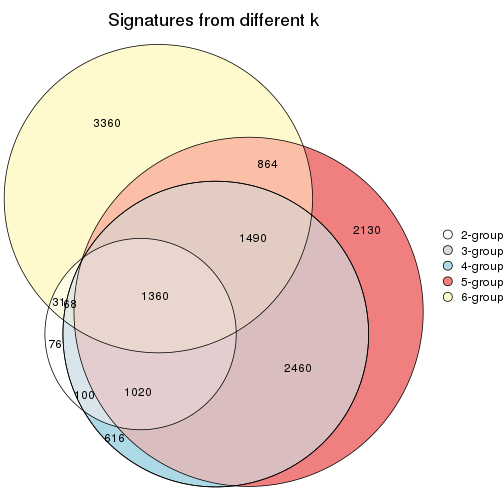 Signatures from different k
3360
864
2130
1490
2-group
3-group
4-group
5-group
6-group
1360
31
68
76
2460
1020
100
616